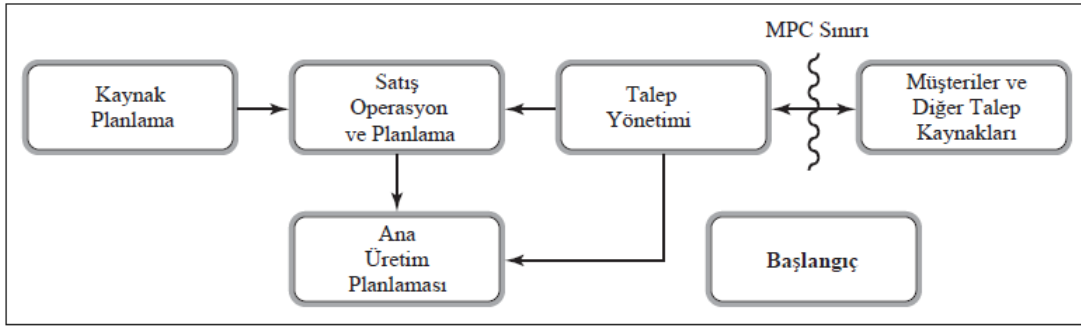 MPC Sınırı
Kaynak
Planlama
Satış
Operasyon
ve Planlama
Talep
Yönetimi
Müşteriler ve
Diğer Talep
Kaynakları
Ana
Üretim
Planlaması
Başlangıç